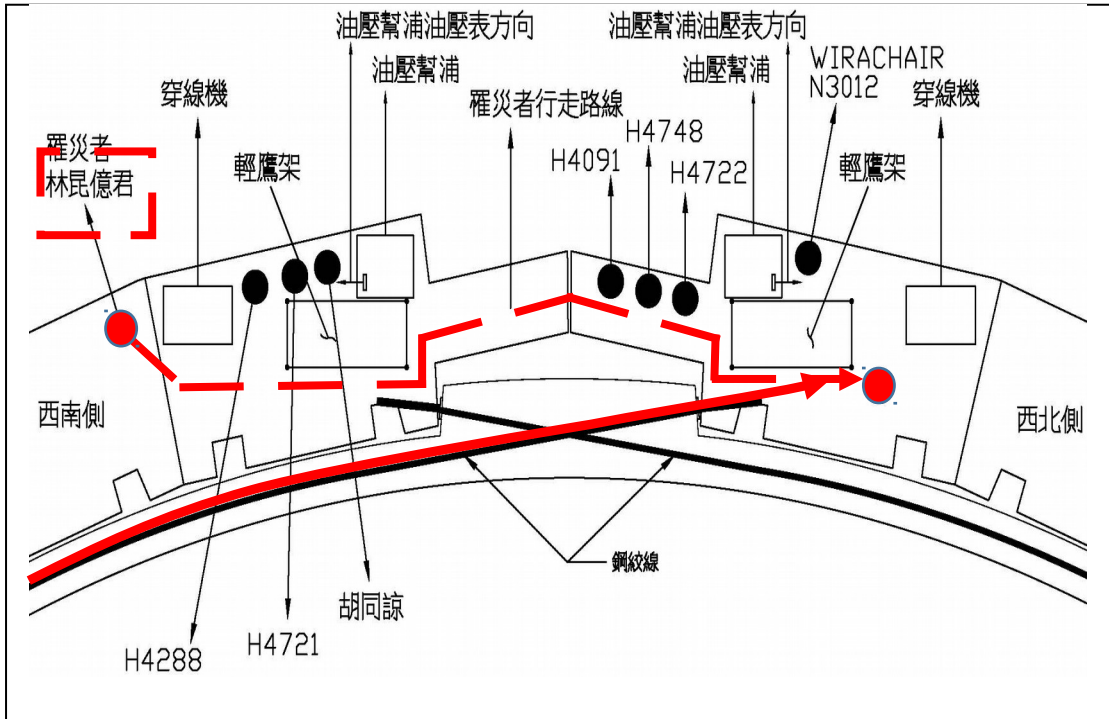 油壓幫浦油壓表方向
油壓幫浦油壓表方向
油壓幫浦
油壓幫浦
WIRACHAIR
N3012
穿線機
罹災者行走路線
穿線機
H4748
H4091
H4722
罹災者
林昆億君
輕鷹架
輕鷹架
西南側
西北側
鋼絞線
胡同諒
H4721
H4288